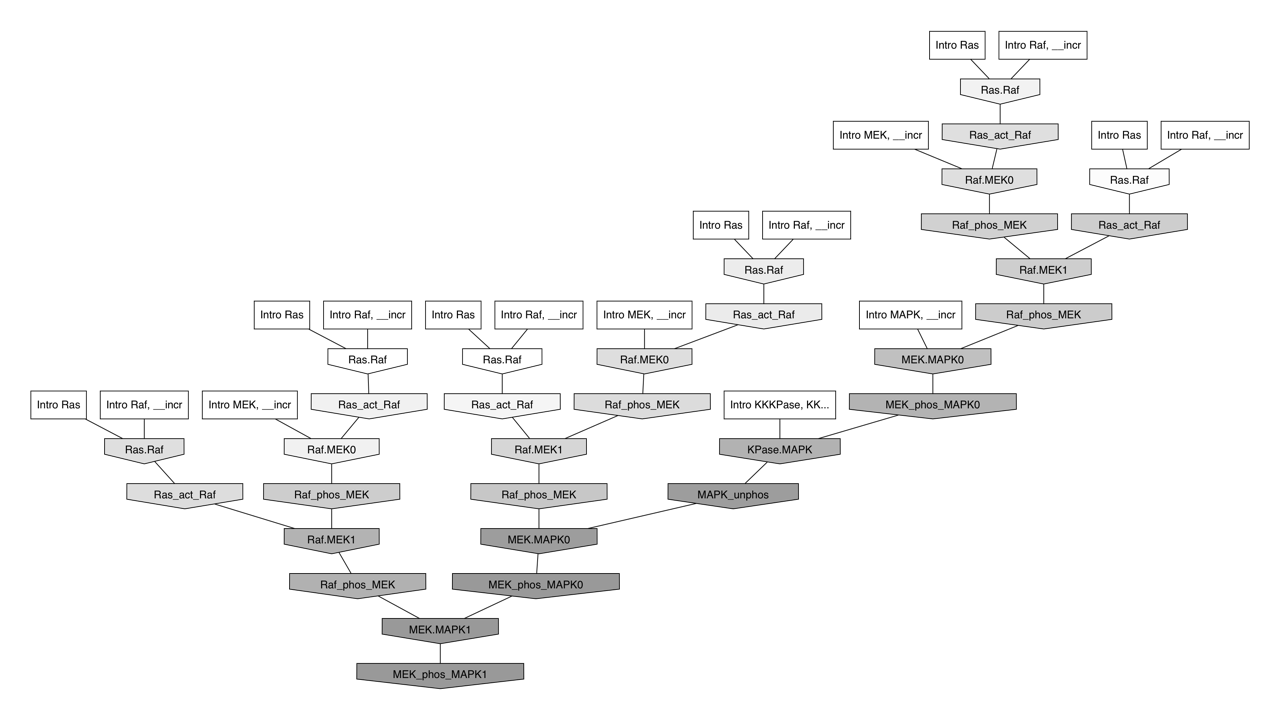 Intro Ras
Intro Raf, __incr
Ras.Raf
Intro MEK, __incr
Ras_act_Raf
Intro Ras
Intro Raf, __incr
Raf.MEK0
Ras.Raf
Intro Ras
Intro Raf, __incr
Raf_phos_MEK
Ras_act_Raf
Ras.Raf
Raf.MEK1
Intro Ras
Intro Raf, __incr
Intro Ras
Intro Raf, __incr
Intro MEK, __incr
Ras_act_Raf
Intro MAPK, __incr
Raf_phos_MEK
Ras.Raf
Ras.Raf
Raf.MEK0
MEK.MAPK0
Intro Ras
Intro Raf, __incr
Intro MEK, __incr
Ras_act_Raf
Ras_act_Raf
Raf_phos_MEK
Intro KKKPase, KK...
MEK_phos_MAPK0
Ras.Raf
Raf.MEK0
Raf.MEK1
KPase.MAPK
Ras_act_Raf
Raf_phos_MEK
Raf_phos_MEK
MAPK_unphos
Raf.MEK1
MEK.MAPK0
Raf_phos_MEK
MEK_phos_MAPK0
MEK.MAPK1
MEK_phos_MAPK1